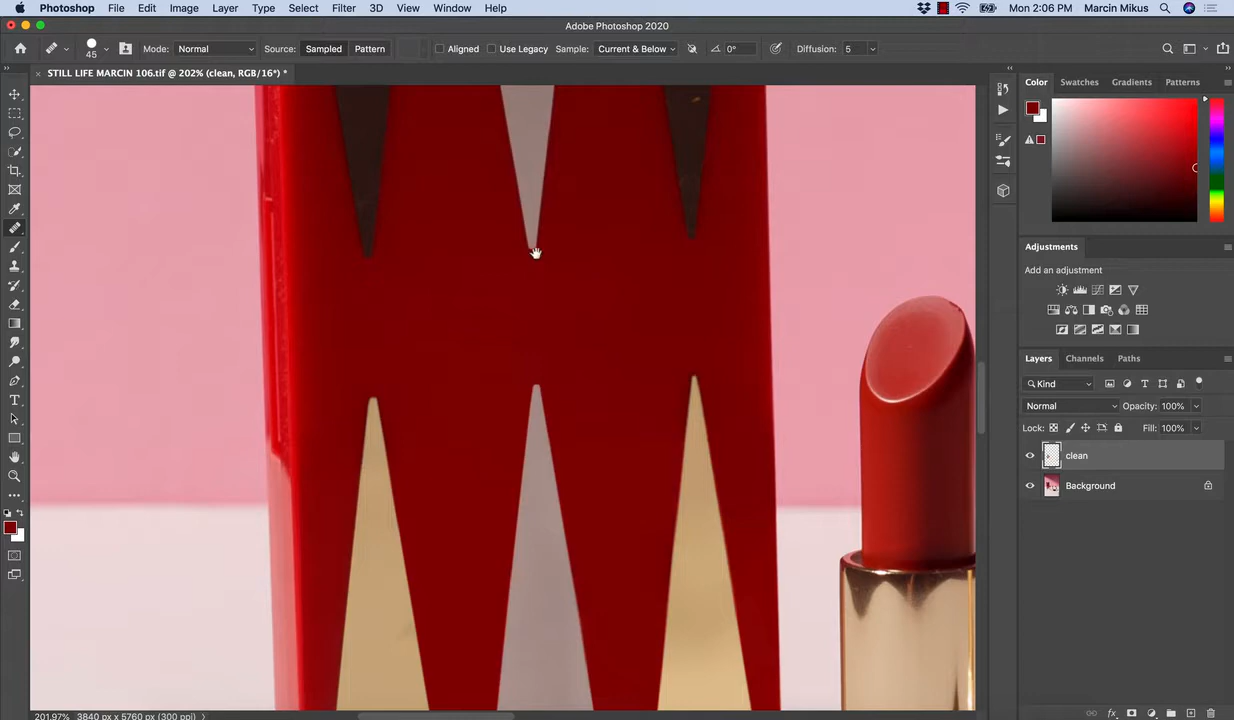 Photoshop File Edit Image Layer Type Select Filter 3D View Window Help Mon 2:06 PM Marcin Mikus
Adobe Photoshop 2020
45 Mode: Normal Source: Sampled Pattern Aligned Use Legacy Sample: Current & Below 0° Diffusion: 5
× STILL LIFE MARCIN 106.tif @ 202% (clean, RGB/16*) *
Color Swatches Gradients Patterns
Adjustments
Add an adjustment
Layers Channels Paths
Kind
Normal Opacity: 100%
Lock: Fill: 100%
clean
Background
201.97% 3840 px x 5760 px (300 ppi)